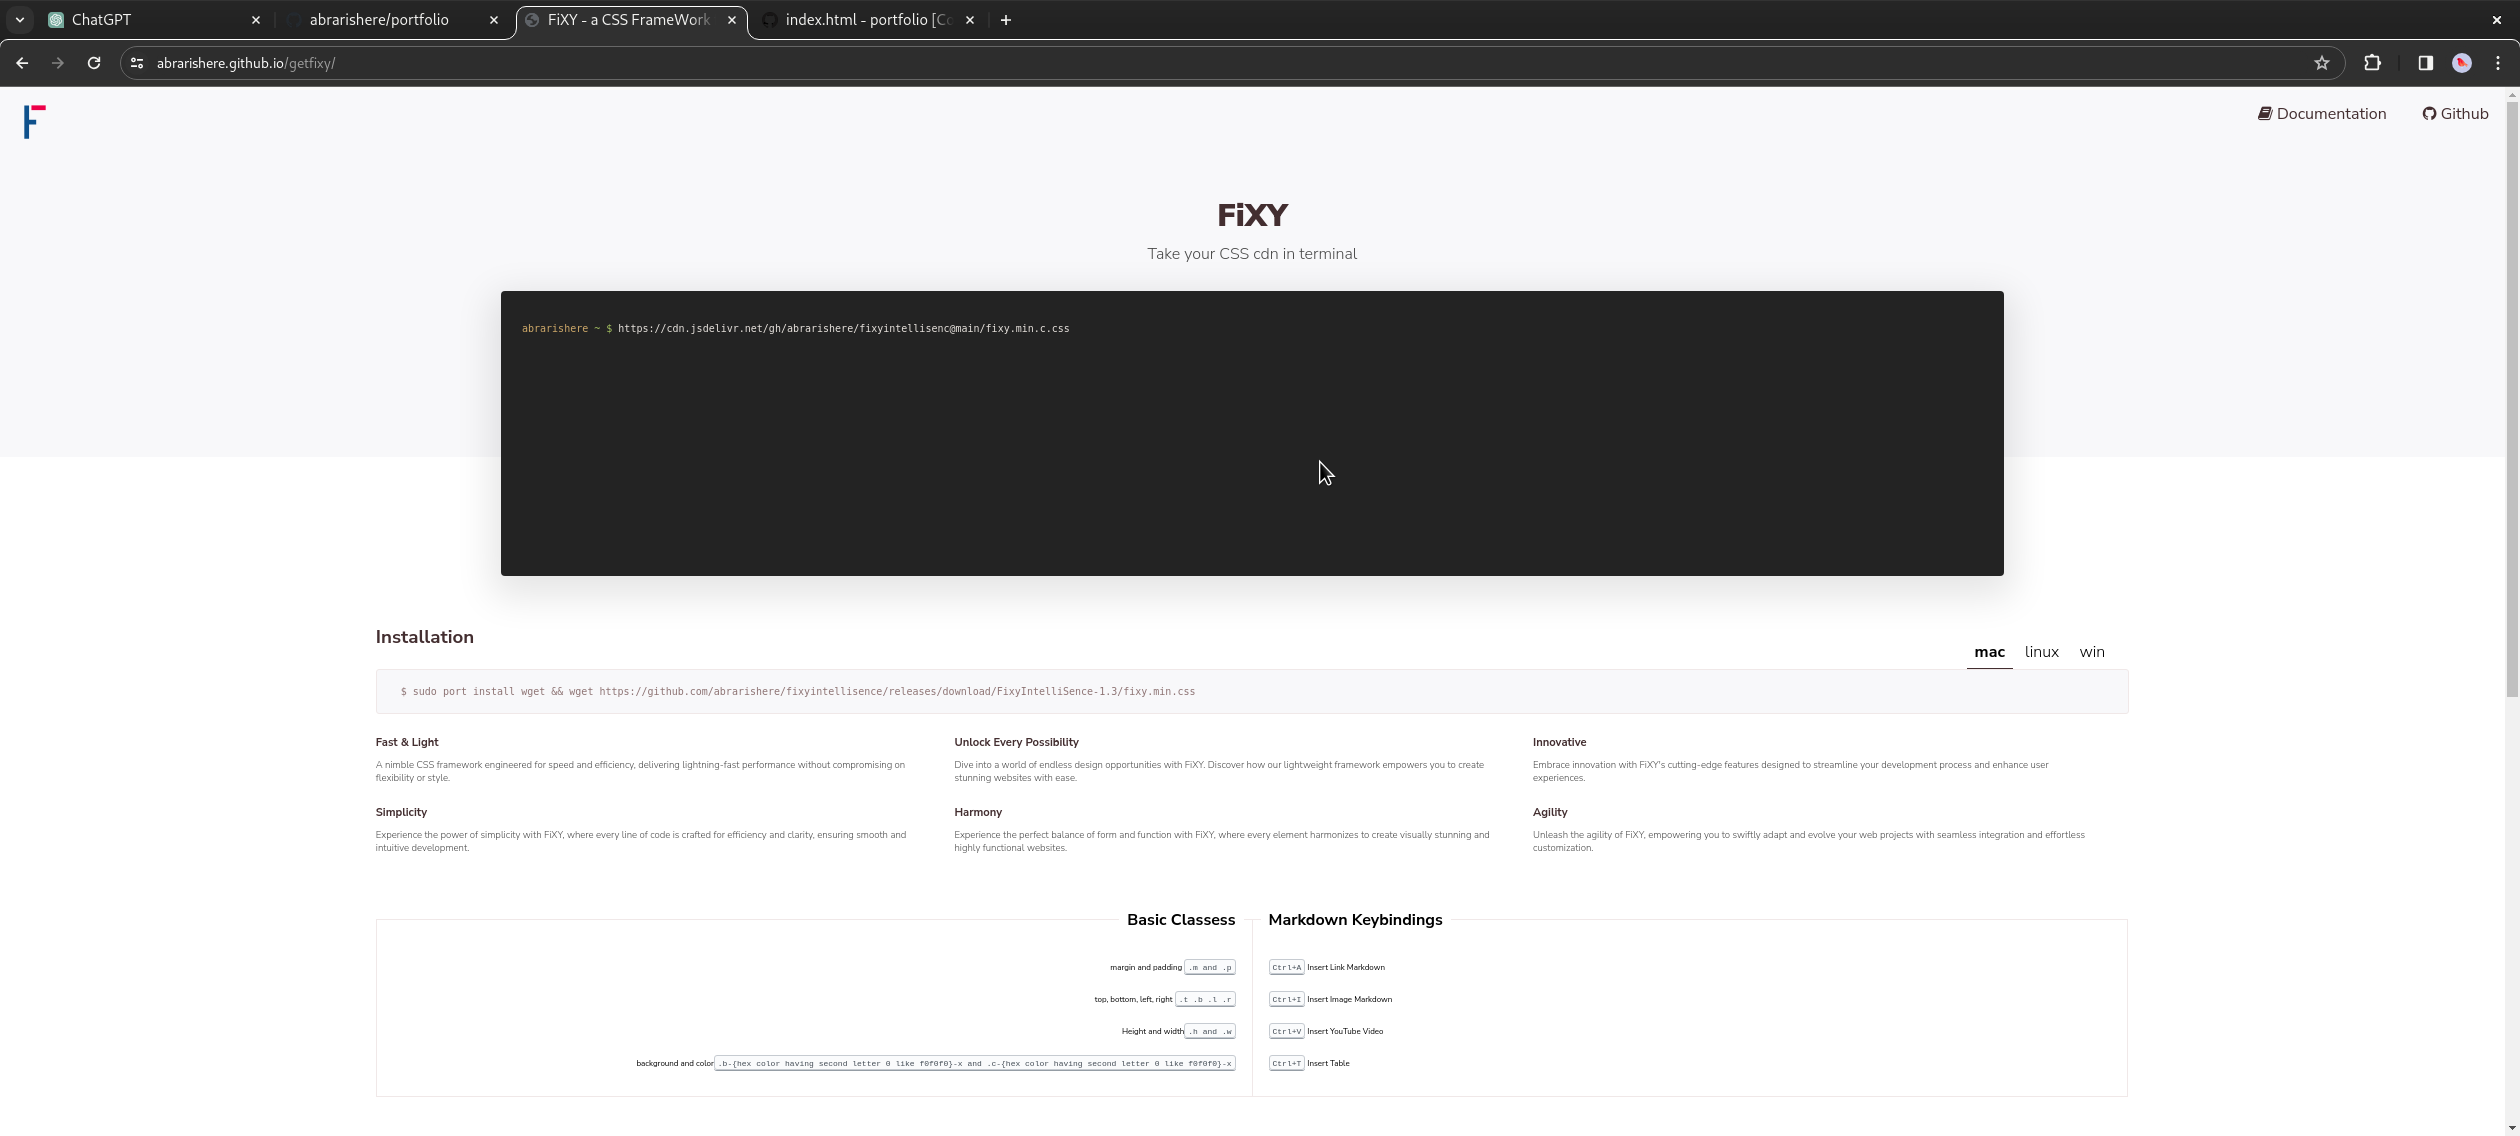 ChatGPT
abrarishere/portfolio
FiXY - a CSS FrameWork
index.html - portfolio [Co
abrarishere.github.io/getfixy/
F
Documentation
Github
FiXY
Take your CSS cdn in terminal
abrarishere ~ $ https://cdn.jsdelivr.net/gh/abrarishere/fixyintellisenc@main/fixy.min.c.css
Installation
mac linux win
$ sudo port install wget && wget https://github.com/abrarishere/fixyintellisence/releases/download/FixyIntelliSence-1.3/fixy.min.css
Fast & Light
A nimble CSS framework engineered for speed and efficiency, delivering lightning-fast performance without compromising on
flexibility or style.
Unlock Every Possibility
Dive into a world of endless design opportunities with FiXY. Discover how our lightweight framework empowers you to create
stunning websites with ease.
Innovative
Embrace innovation with FiXY's cutting-edge features designed to streamline your development process and enhance user
experiences.
Simplicity
Experience the power of simplicity with FiXY, where every line of code is crafted for efficiency and clarity, ensuring smooth and
intuitive development.
Harmony
Experience the perfect balance of form and function with FiXY, where every element harmonizes to create visually stunning and
highly functional websites.
Agility
Unleash the agility of FiXY, empowering you to swiftly adapt and evolve your web projects with seamless integration and effortless
customization.
Basic Classess
margin and padding .m and .p
top, bottom, left, right .t .b .l .r
Height and width .h and .w
background and color .b-{hex color having second letter 0 like f0f0f0}-x and .c-{hex color having second letter 0 like f0f0f0}-x
Markdown Keybindings
Ctrl+A Insert Link Markdown
Ctrl+I Insert Image Markdown
Ctrl+V Insert YouTube Video
Ctrl+T Insert Table